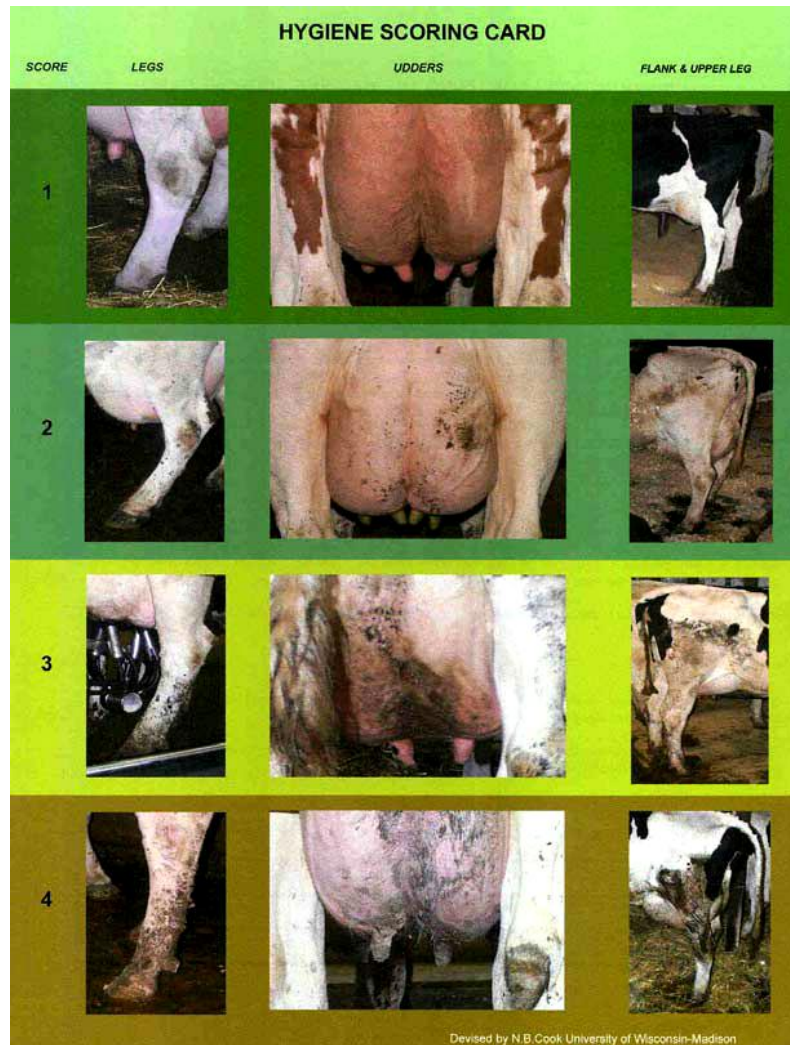 HYGIENE SCORING CARD
SCORE LEGS UDDERS FLANK & UPPER LEG
1
2
3
4
Devised by N.B.Cook University of Wisconsin-Madison